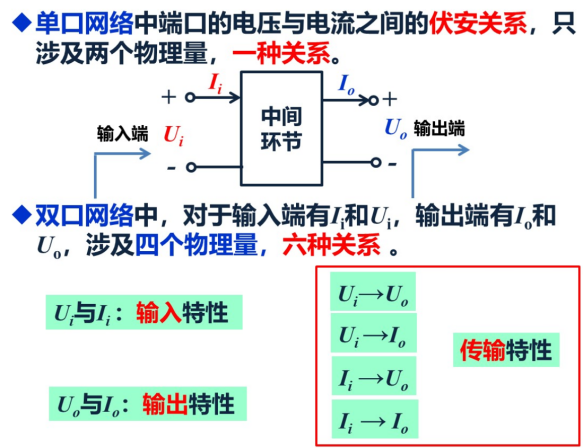 ◆单口网络中端口的电压与电流之间的伏安关系，只
涉及两个物理量，一种关系。
+ Ii Io +
输入端 Ui 中间 Uo 输出端
环节
- -
◆双口网络中，对于输入端有Ii和Ui，输出端有Io和
Uo，涉及四个物理量，六种关系 。
Ui与Ii：输入特性
Uo与Io：输出特性
Ui→Uo
Ui→Io
Ii→Uo
Ii→Io
传输特性